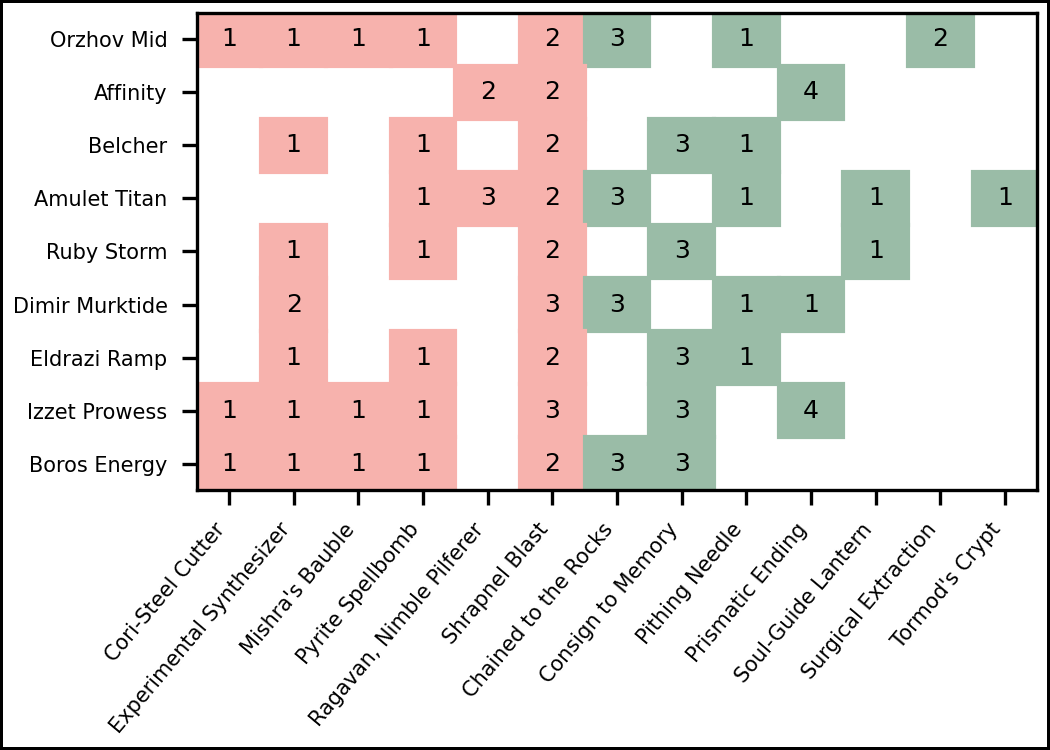 Orzhov Mid 1 1 1 1 2 3 1 2
Affinity 2 2 4
Belcher 1 1 2 3 1
Amulet Titan 1 3 2 3 1 1 1
Ruby Storm 1 1 2 3 1
Dimir Murktide 2 3 3 1 1
Eldrazi Ramp 1 1 2 3 1
Izzet Prowess 1 1 1 1 3 3 4
Boros Energy 1 1 1 1 2 3 3
Cori-Steel Cutter
Experimental Synthesizer
Mishra's Bauble
Pyrite Spellbomb
Ragavan, Nimble Pilferer
Shrapnel Blast
Chained to the Rocks
Consign to Memory
Pithing Needle
Prismatic Ending
Soul-Guide Lantern
Surgical Extraction
Tormod's Crypt